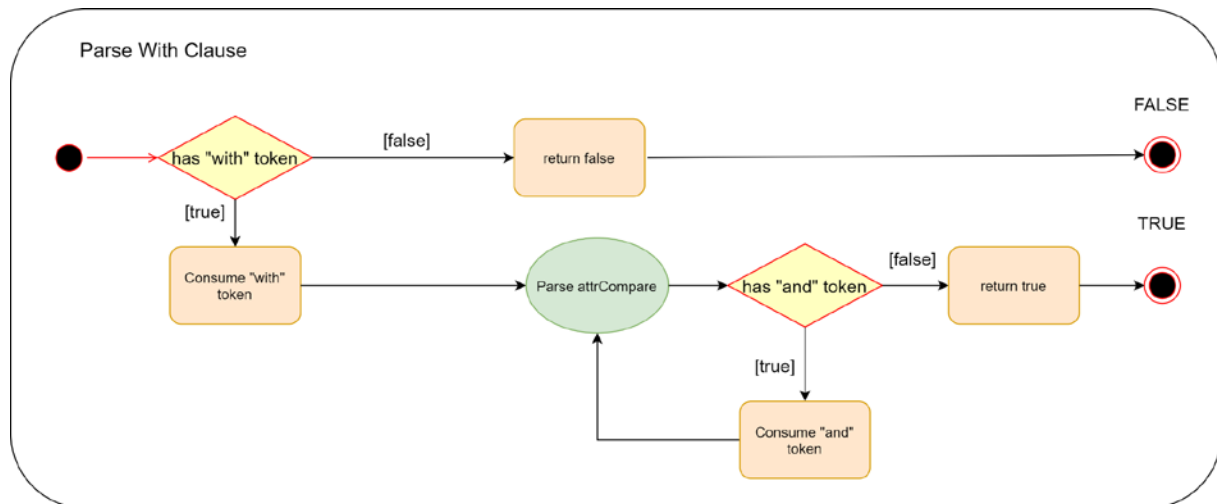 Parse With Clause
FALSE
[false]
has "with" token
return false
[true]
TRUE
Consume "with"
token
Parse attrCompare
has "and" token
[false]
return true
[true]
Consume "and"
token